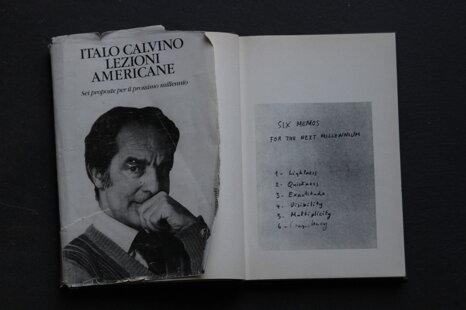 ITALO CALVINO
LEZIONI
AMERICANE
Sei proposte per il prossimo millennio
SIX MEMOS
FOR THE NEXT MILLENNIUM
1 - Lightness
2 - Quickness
3 - Exactitude
4 - Visibility
5 - Multiplicity
6 -